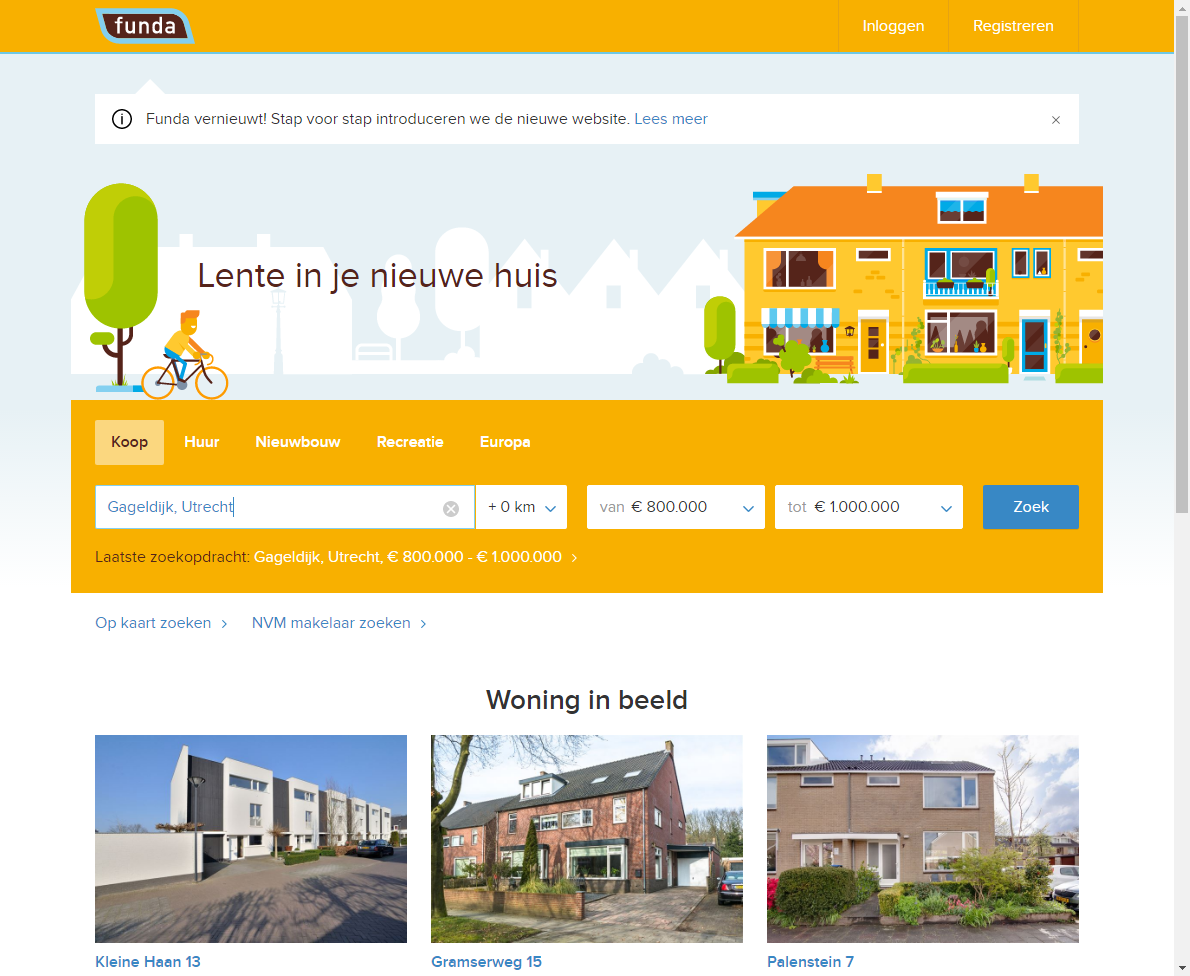 funda
Inloggen
Registreren
Funda vernieuwt! Stap voor stap introduceren we de nieuwe website. Lees meer
Lente in je nieuwe huis
Koop
Huur
Nieuwbouw
Recreatie
Europa
Gageldijk, Utrecht
+ 0 km
van € 800.000
tot € 1.000.000
Zoek
Laatste zoekopdracht: Gageldijk, Utrecht, € 800.000 - € 1.000.000
Op kaart zoeken
NVM makelaar zoeken
Woning in beeld
Kleine Haan 13
Gramserweg 15
Palenstein 7